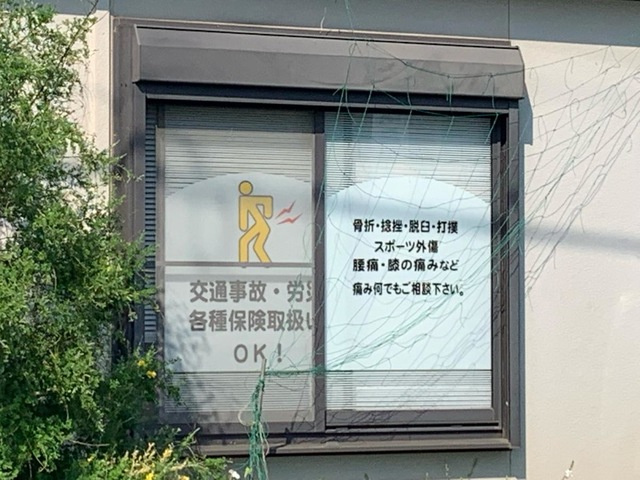 交通事故・労災
各種保険取扱い
OK!
骨折・捻挫・脱臼・打撲
スポーツ外傷
腰痛・膝の痛みなど
痛み何でもご相談下さい。